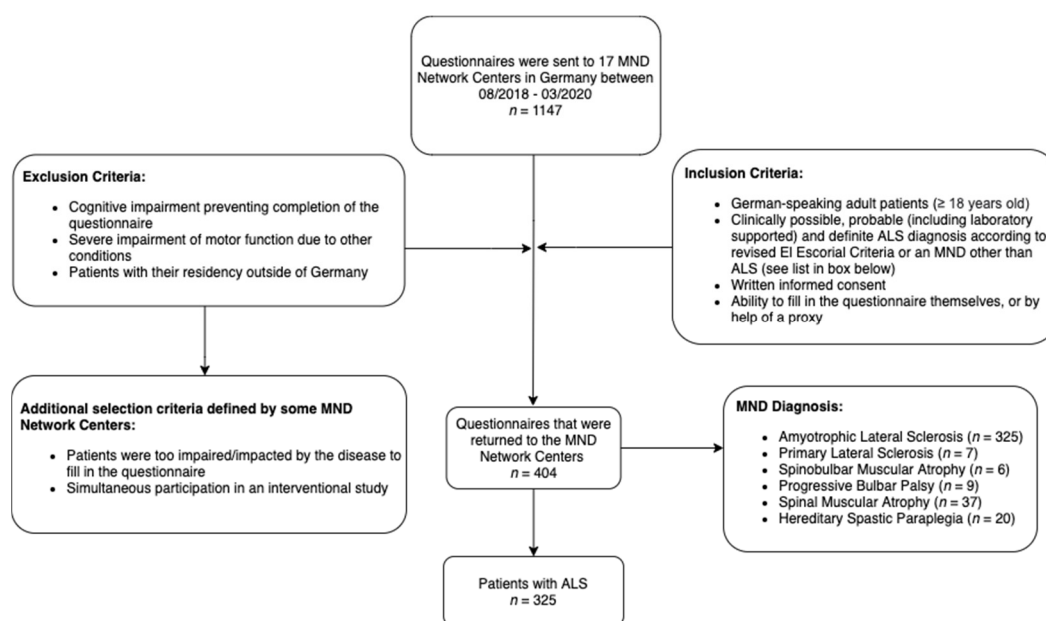 Questionnaires were sent to 17 MND
Network Centers in Germany between
08/2018 - 03/2020
n = 1147
Exclusion Criteria:
• Cognitive impairment preventing completion of the
questionnaire
• Severe impairment of motor function due to other
conditions
• Patients with their residency outside of Germany
Inclusion Criteria:
• German-speaking adult patients (≥ 18 years old)
• Clinically possible, probable (including laboratory
supported) and definite ALS diagnosis according to
revised El Escorial Criteria or an MND other than
ALS (see list in box below)
• Written informed consent
• Ability to fill in the questionnaire themselves, or by
help of a proxy
Additional selection criteria defined by some MND
Network Centers:
• Patients were too impaired/impacted by the disease to
fill in the questionnaire
• Simultaneous participation in an interventional study
Questionnaires that were
returned to the MND
Network Centers
n = 404
MND Diagnosis:
• Amyotrophic Lateral Sclerosis (n = 325)
• Primary Lateral Sclerosis (n = 7)
• Spinobulbar Muscular Atrophy (n = 6)
• Progressive Bulbar Palsy (n = 9)
• Spinal Muscular Atrophy (n = 37)
• Hereditary Spastic Paraplegia (n = 20)
Patients with ALS
n = 325